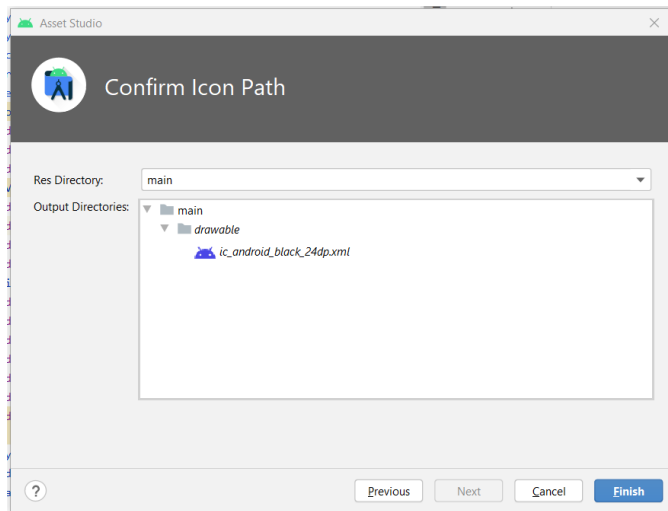 Asset Studio
Confirm Icon Path
Res Directory: main
Output Directories: main
drawable
ic_android_black_24dp.xml
? Previous Next Cancel Finish